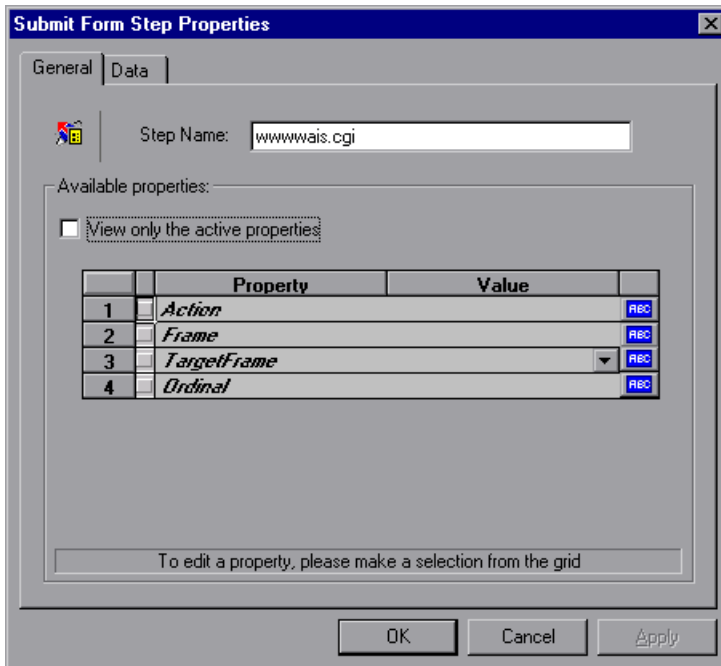 Submit Form Step Properties
General Data
Step Name: wwwwais.cgi
Available properties:
View only the active properties
Property Value
1 Action ABC
2 Frame ABC
3 TargetFrame ABC
4 Ordinal ABC
To edit a property, please make a selection from the grid
OK Cancel Apply